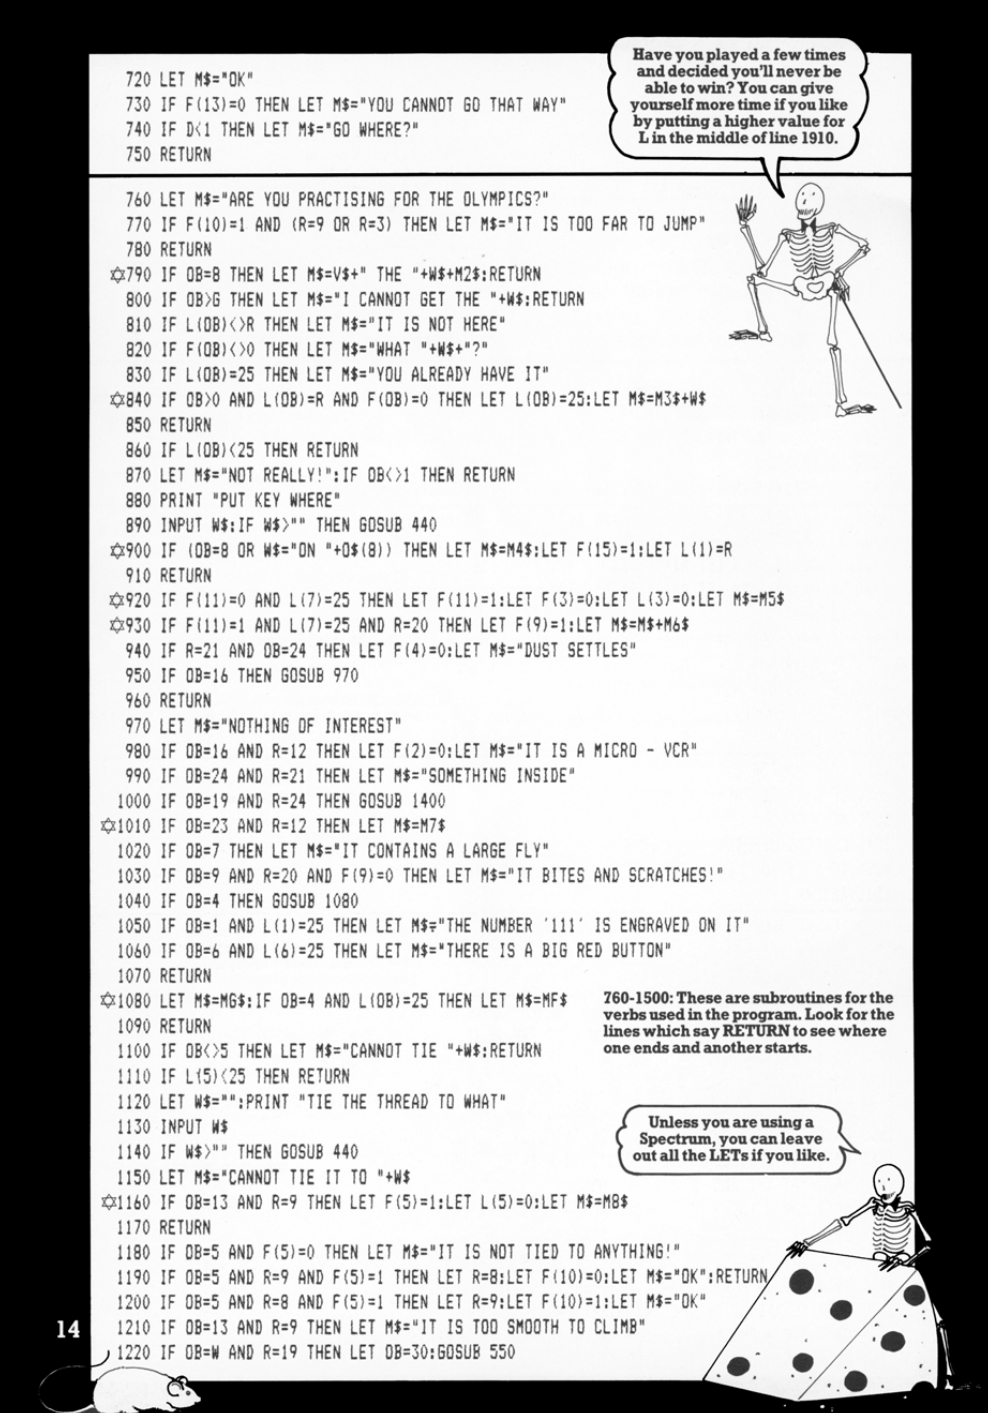 Have you played a few times
and decided you'll never be
able to win? You can give
yourself more time if you like
by putting a higher value for
L in the middle of line 1910.
720 LET M$="OK"
730 IF F(13)=0 THEN LET M$="YOU CANNOT GO THAT WAY"
740 IF D<1 THEN LET M$="GO WHERE?"
750 RETURN
760 LET M$="ARE YOU PRACTISING FOR THE OLYMPICS?"
770 IF F(10)=1 AND (R=9 OR R=3) THEN LET M$="IT IS TOO FAR TO JUMP"
780 RETURN
✡790 IF OB=8 THEN LET M$=V$+" THE "+W$+M2$:RETURN
800 IF OB>G THEN LET M$="I CANNOT GET THE "+W$:RETURN
810 IF L(OB)<>R THEN LET M$="IT IS NOT HERE"
820 IF F(OB)<>0 THEN LET M$="WHAT "+W$+"?"
830 IF L(OB)=25 THEN LET M$="YOU ALREADY HAVE IT"
✡840 IF OB>0 AND L(OB)=R AND F(OB)=0 THEN LET L(OB)=25:LET M$=M3$+W$
850 RETURN
860 IF L(OB)<25 THEN RETURN
870 LET M$="NOT REALLY!":IF OB<>1 THEN RETURN
880 PRINT "PUT KEY WHERE"
890 INPUT W$:IF W$>"" THEN GOSUB 440
✡900 IF (OB=8 OR W$="ON "+O$(8)) THEN LET M$=M4$:LET F(15)=1:LET L(1)=R
910 RETURN
✡920 IF F(11)=0 AND L(7)=25 THEN LET F(11)=1:LET F(3)=0:LET L(3)=0:LET M$=M5$
✡930 IF F(11)=1 AND L(7)=25 AND R=20 THEN LET F(9)=1:LET M$=M$+M6$
940 IF R=21 AND OB=24 THEN LET F(4)=0:LET M$="DUST SETTLES"
950 IF OB=16 THEN GOSUB 970
960 RETURN
970 LET M$="NOTHING OF INTEREST"
980 IF OB=16 AND R=12 THEN LET F(2)=0:LET M$="IT IS A MICRO - VCR"
990 IF OB=24 AND R=21 THEN LET M$="SOMETHING INSIDE"
1000 IF OB=19 AND R=24 THEN GOSUB 1400
✡1010 IF OB=23 AND R=12 THEN LET M$=M7$
1020 IF OB=7 THEN LET M$="IT CONTAINS A LARGE FLY"
1030 IF OB=9 AND R=20 AND F(9)=0 THEN LET M$="IT BITES AND SCRATCHES!"
1040 IF OB=4 THEN GOSUB 1080
1050 IF OB=1 AND L(1)=25 THEN LET M$="THE NUMBER '111' IS ENGRAVED ON IT"
1060 IF OB=6 AND L(6)=25 THEN LET M$="THERE IS A BIG RED BUTTON"
1070 RETURN
✡1080 LET M$=MG$:IF OB=4 AND L(OB)=25 THEN LET M$=MF$
1090 RETURN
1100 IF OB<>5 THEN LET M$="CANNOT TIE "+W$:RETURN
1110 IF L(5)<25 THEN RETURN
1120 LET W$="":PRINT "TIE THE THREAD TO WHAT"
1130 INPUT W$
1140 IF W$>"" THEN GOSUB 440
1150 LET M$="CANNOT TIE IT TO "+W$
✡1160 IF OB=13 AND R=9 THEN LET F(5)=1:LET L(5)=0:LET M$=M8$
1170 RETURN
1180 IF OB=5 AND F(5)=0 THEN LET M$="IT IS NOT TIED TO ANYTHING!"
1190 IF OB=5 AND R=9 AND F(5)=1 THEN LET R=8:LET F(10)=0:LET M$="OK":RETURN
1200 IF OB=5 AND R=8 AND F(5)=1 THEN LET R=9:LET F(10)=1:LET M$="OK"
1210 IF OB=13 AND R=9 THEN LET M$="IT IS TOO SMOOTH TO CLIMB"
1220 IF OB=W AND R=19 THEN LET OB=30:GOSUB 550
760-1500: These are subroutines for the
verbs used in the program. Look for the
lines which say RETURN to see where
one ends and another starts.
Unless you are using a
Spectrum, you can leave
out all the LETs if you like.
14